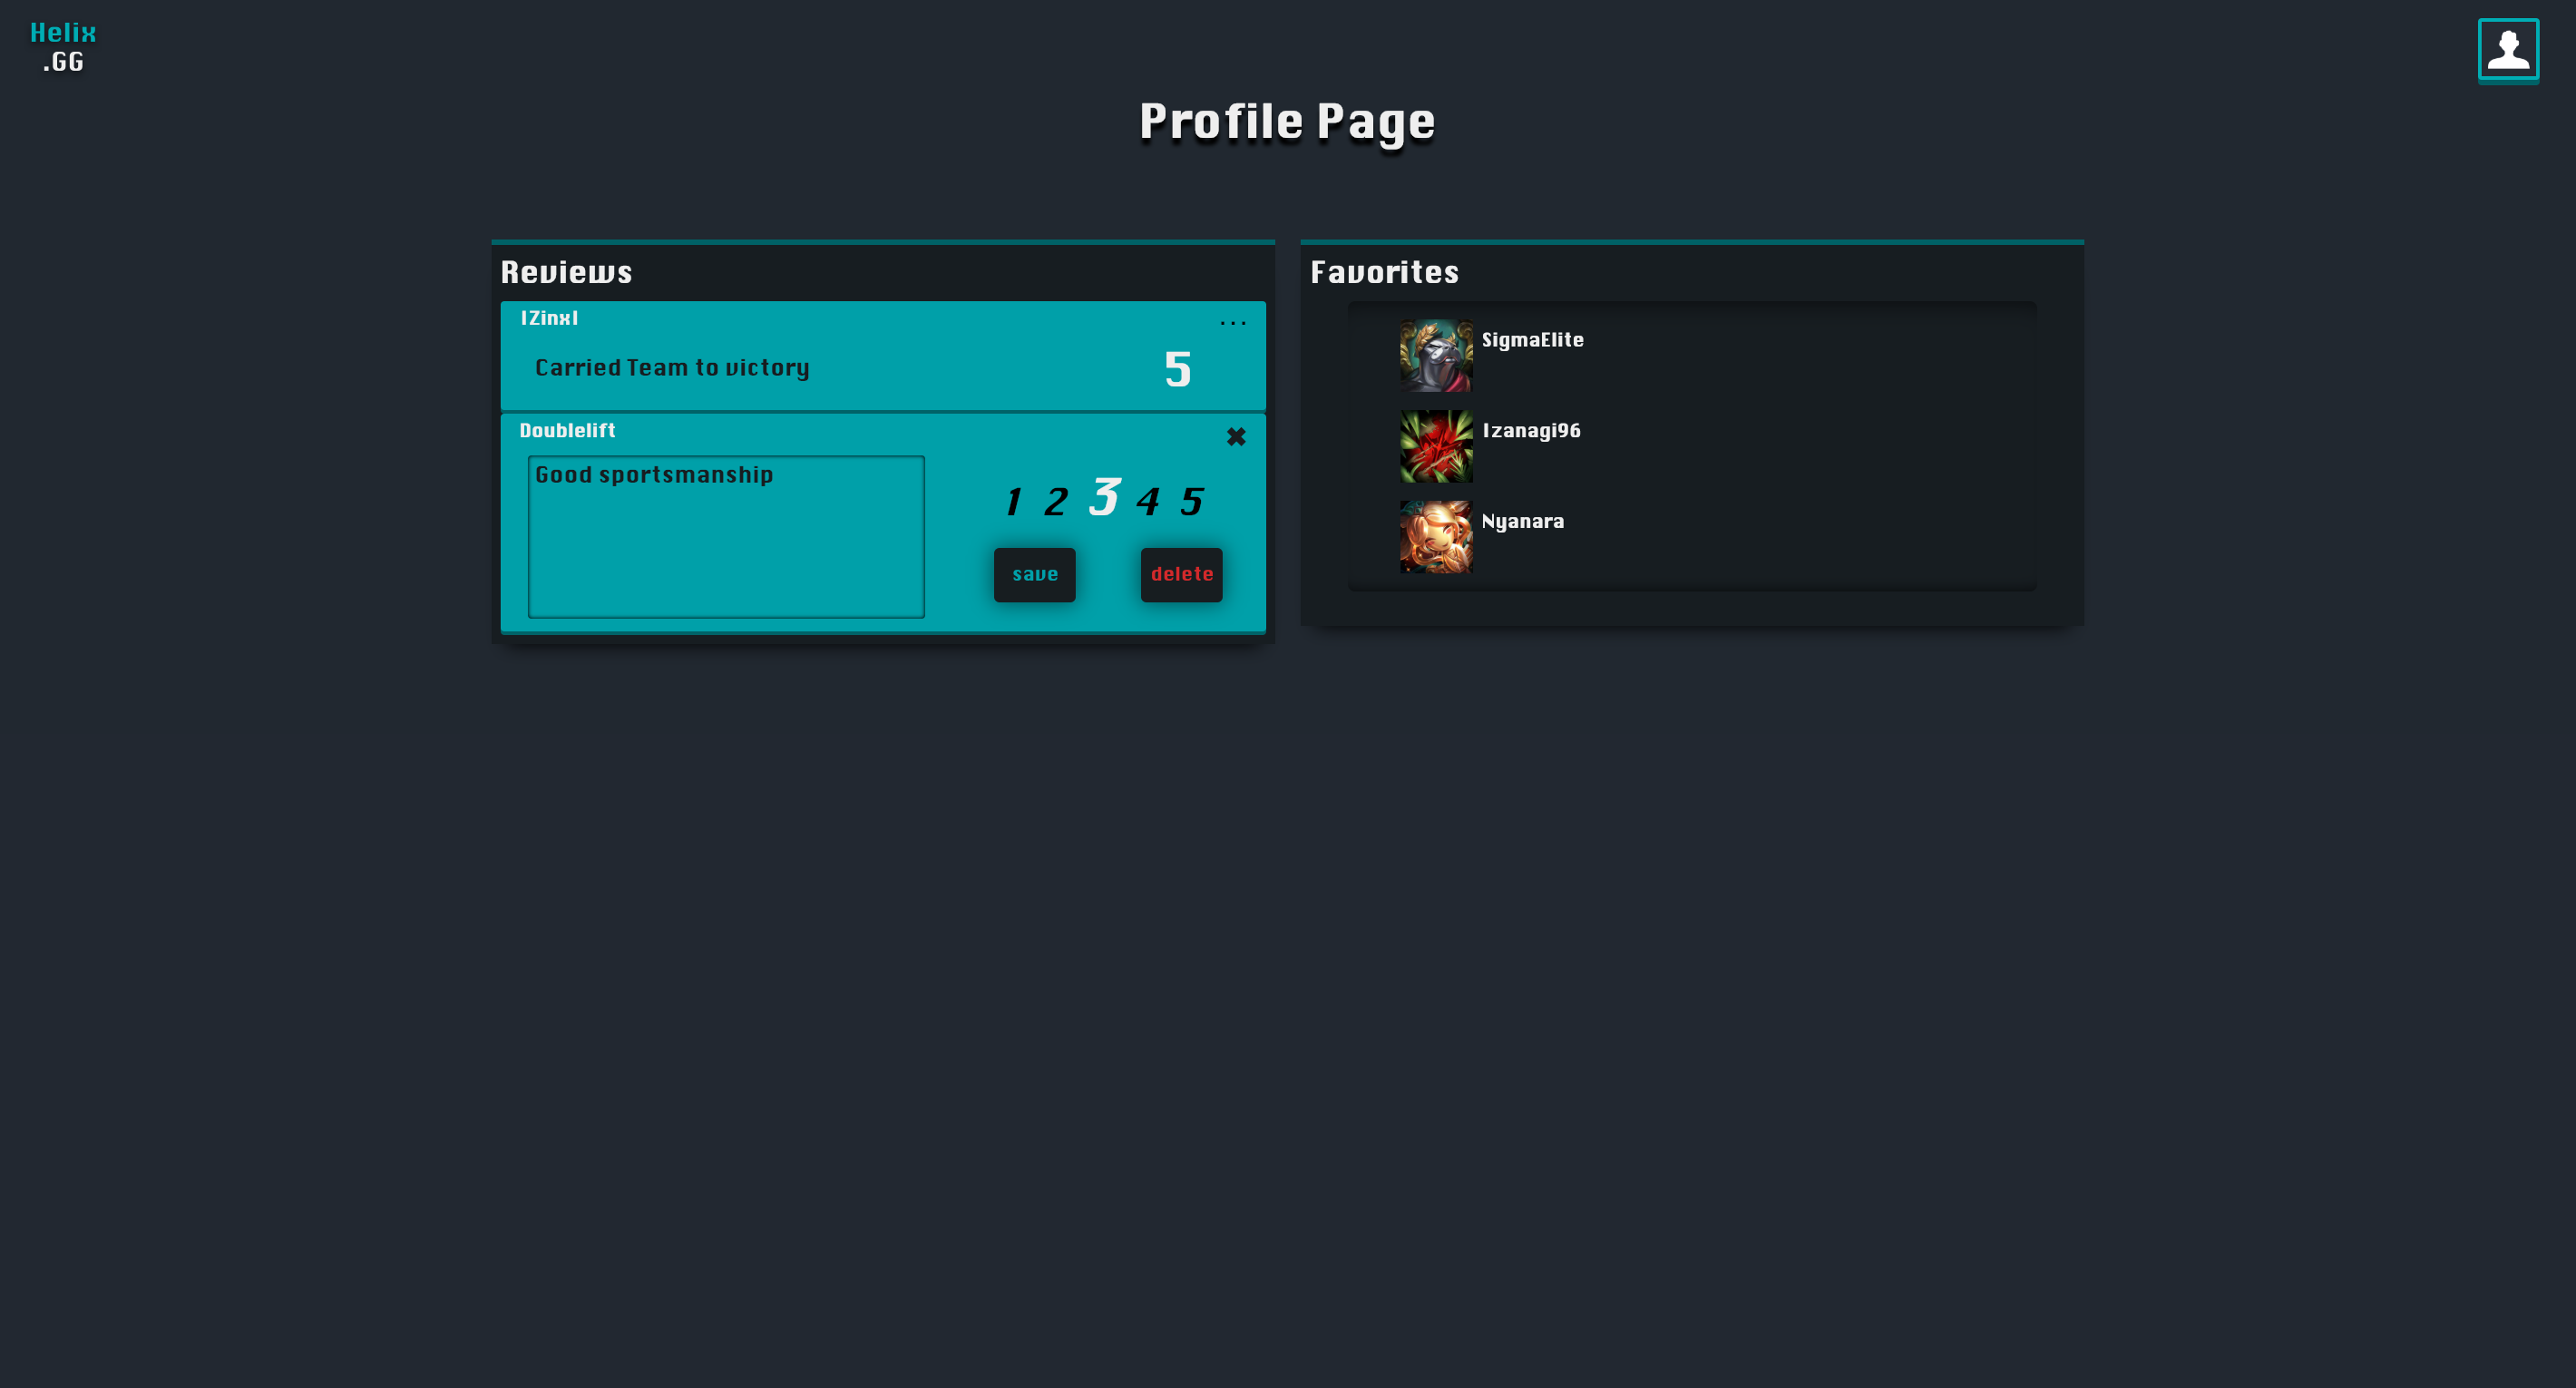 Helix
.GG
Profile Page
Reviews
IZinxI
...
Carried Team to victory
5
Doublelift
✖
Good sportsmanship
1 2 3 4 5
save
delete
Favorites
SigmaElite
Izanagi96
Nyanara